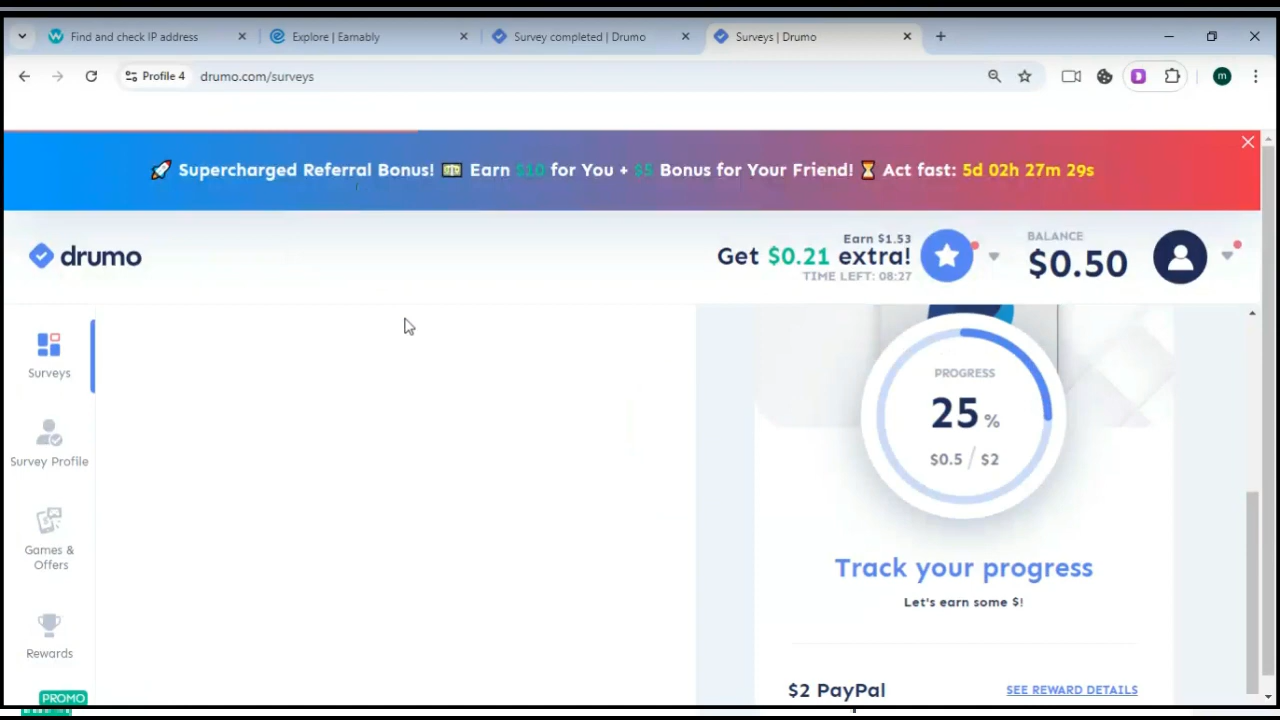 Find and check IP address
Explore | Earnably
Survey completed | Drumo
Surveys | Drumo
Profile 4
drumo.com/surveys
m
🚀 Supercharged Referral Bonus! 💵 Earn $10 for You + $5 Bonus for Your Friend! ⏳ Act fast: 5d 02h 27m 29s
drumo
Earn $1.53
Get $0.21 extra!
TIME LEFT: 08:27
BALANCE
$0.50
Surveys
Survey Profile
Games &
Offers
Rewards
PROMO
PROGRESS
25 %
$0.5 / $2
Track your progress
Let's earn some $!
$2 PayPal
SEE REWARD DETAILS